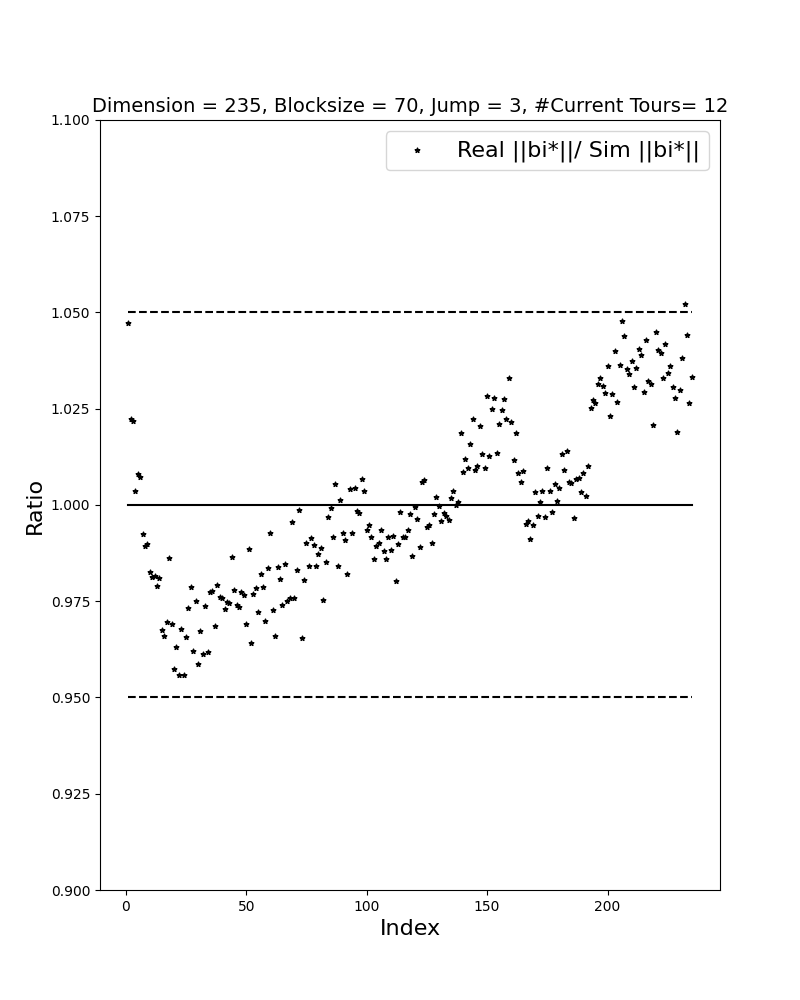 Dimension = 235, Blocksize = 70, Jump = 3, #Current Tours= 12
1.100
Real ||bi*||/ Sim ||bi*||
1.075
1.050
1.025
1.000
0.975
0.950
0.925
0.900
Ratio
0 50 100 150 200
Index